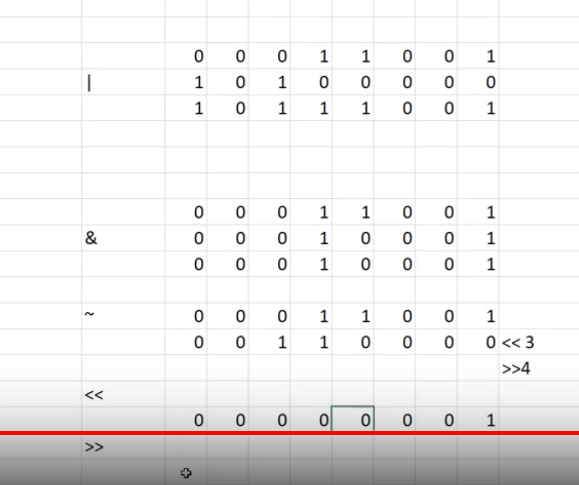 0 0 0 1 1 0 0 1
| 1 0 1 0 0 0 0 0
1 0 1 1 1 0 0 1
0 0 0 1 1 0 0 1
& 0 0 0 1 0 0 0 1
0 0 0 1 0 0 0 1
~ 0 0 0 1 1 0 0 1
0 0 1 1 0 0 0 0 << 3
>>4
<<
0 0 0 0 0 0 0 1
>>